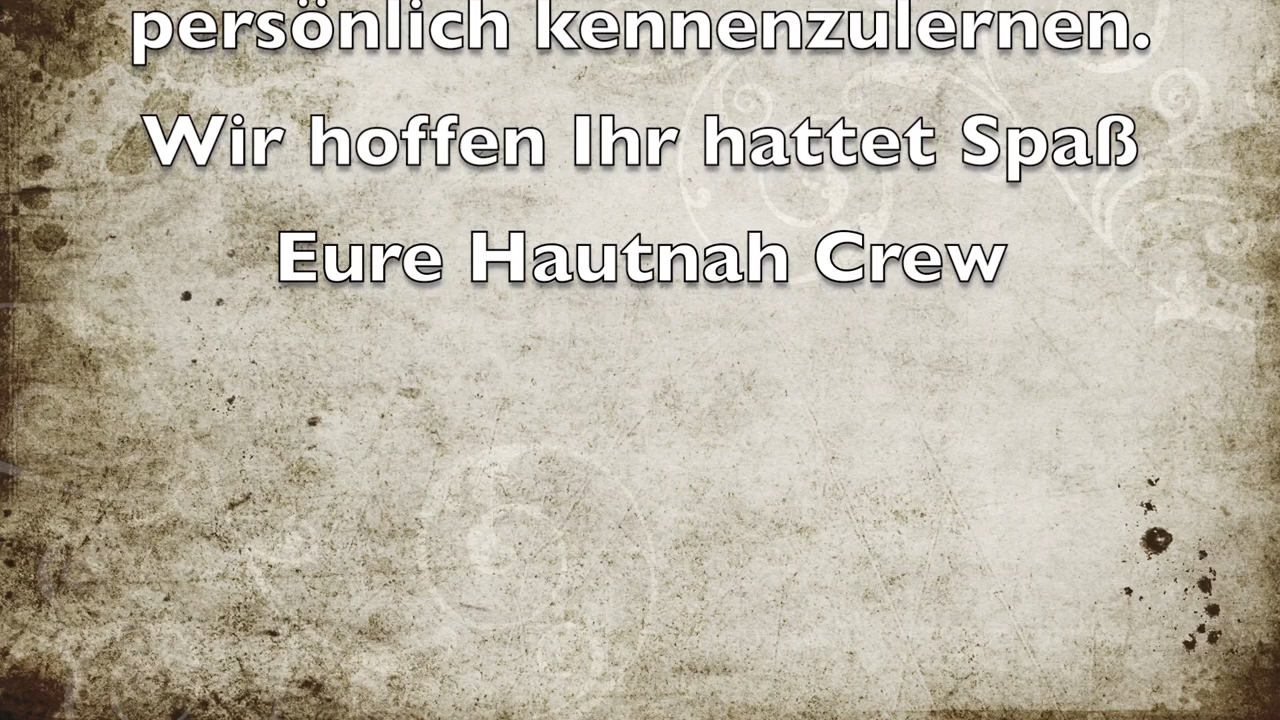 persönlich kennenzulernen.
Wir hoffen Ihr hattet Spaß
Eure Hautnah Crew